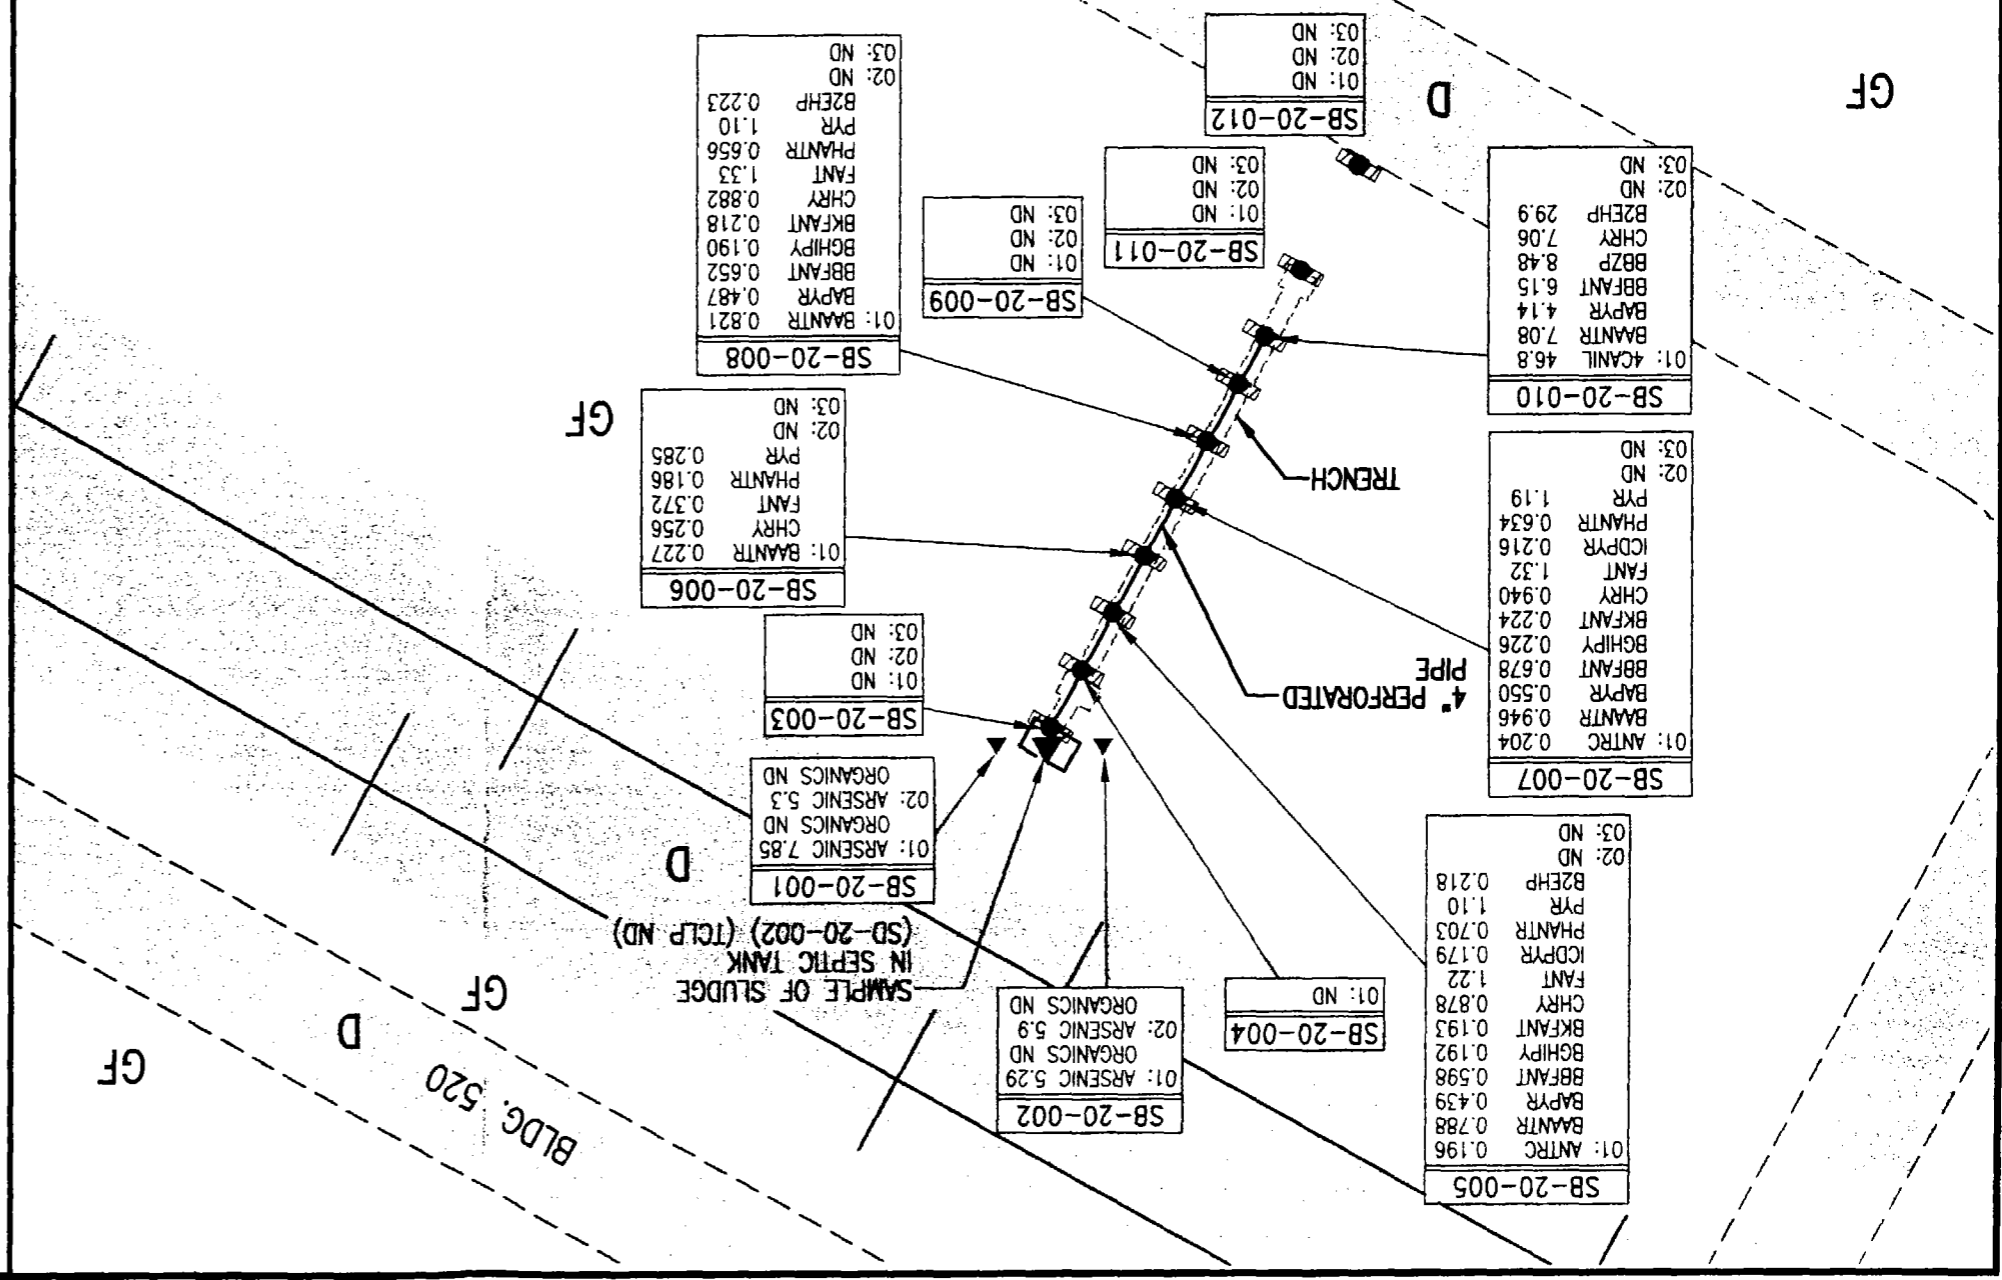 SB-20-005
01: ANTRC 0.196
BAANTR 0.788
BAPYR 0.439
BBFANT 0.598
BGHIPY 0.192
BKFANT 0.193
CHRY 0.878
FANT 1.22
ICDPYR 0.179
PHANTR 0.703
PYR 1.10
B2EHP 0.218
02: ND
03: ND
SB-20-002
01: ARSENIC 5.29
ORGANICS ND
02: ARSENIC 5.9
ORGANICS ND
SB-20-004
01: ND
BLDG. 520
GF
D
GF
SAMPLE OF SLUDGE
IN SEPTIC TANK
(SD-20-002) (TCLP ND)
D
SB-20-001
01: ARSENIC 7.85
ORGANICS ND
02: ARSENIC 5.3
ORGANICS ND
SB-20-007
01: ANTRC 0.204
BAANTR 0.946
BAPYR 0.550
BBFANT 0.678
BGHIPY 0.226
BKFANT 0.224
CHRY 0.940
FANT 1.32
ICDPYR 0.216
PHANTR 0.634
PYR 1.19
02: ND
03: ND
4" PERFORATED
PIPE
SB-20-003
01: ND
02: ND
03: ND
SB-20-006
01: BAANTR 0.227
CHRY 0.256
FANT 0.372
PHANTR 0.186
PYR 0.285
02: ND
03: ND
TRENCH
GF
SB-20-010
01: 4CANIL 46.8
BAANTR 7.08
BAPYR 4.14
BBFANT 6.15
BBZP 8.48
CHRY 7.06
B2EHP 29.9
02: ND
03: ND
SB-20-008
01: BAANTR 0.821
BAPYR 0.487
BBFANT 0.652
BGHIPY 0.190
BKFANT 0.218
CHRY 0.882
FANT 1.33
PHANTR 0.656
PYR 1.10
B2EHP 0.223
02: ND
03: ND
SB-20-009
01: ND
02: ND
03: ND
SB-20-011
01: ND
02: ND
03: ND
SB-20-012
01: ND
02: ND
03: ND
D
GF